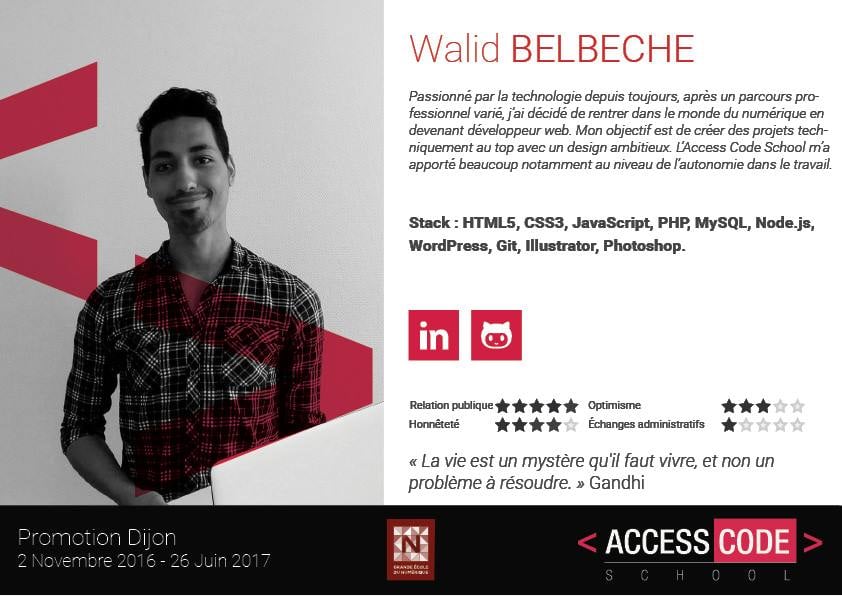 Walid BELBECHE
Passionné par la technologie depuis toujours, après un parcours pro-
fessionnel varié, j'ai décidé de rentrer dans le monde du numérique en
devenant développeur web. Mon objectif est de créer des projets tech-
niquement au top avec un design ambitieux. L'Access Code School m'a
apporté beaucoup notamment au niveau de l'autonomie dans le travail.
Stack : HTML5, CSS3, JavaScript, PHP, MySQL, Node.js,
WordPress, Git, Illustrator, Photoshop.
in
Relation publique Optimisme
Honnêteté Échanges administratifs
« La vie est un mystère qu'il faut vivre, et non un
problème à résoudre. » Gandhi
Promotion Dijon
2 Novembre 2016 - 26 Juin 2017
N
GRANDE ÉCOLE
DU NUMÉRIQUE
< ACCESS CODE >
SCHOOL